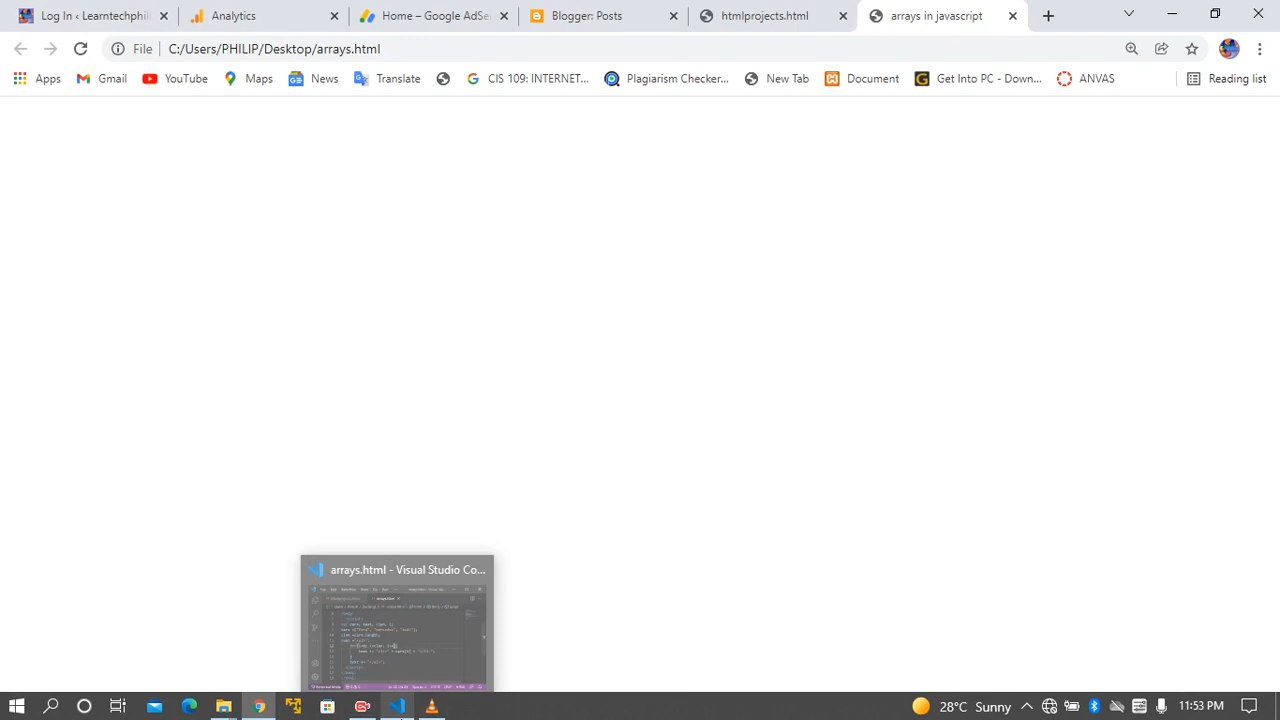 Log In ‹ Learntechphil
Analytics
Home – Google AdSe
Blogger: Posts
htmlprojects.html
arrays in javascript
File
C:/Users/PHILIP/Desktop/arrays.html
Apps
Gmail
YouTube
Maps
News
Translate
CIS 109: INTERNET...
Plagiarism Checker...
New Tab
Document
Get Into PC - Down...
ANVAS
Reading list
arrays.html - Visual Studio Co...
28°C Sunny
11:53 PM